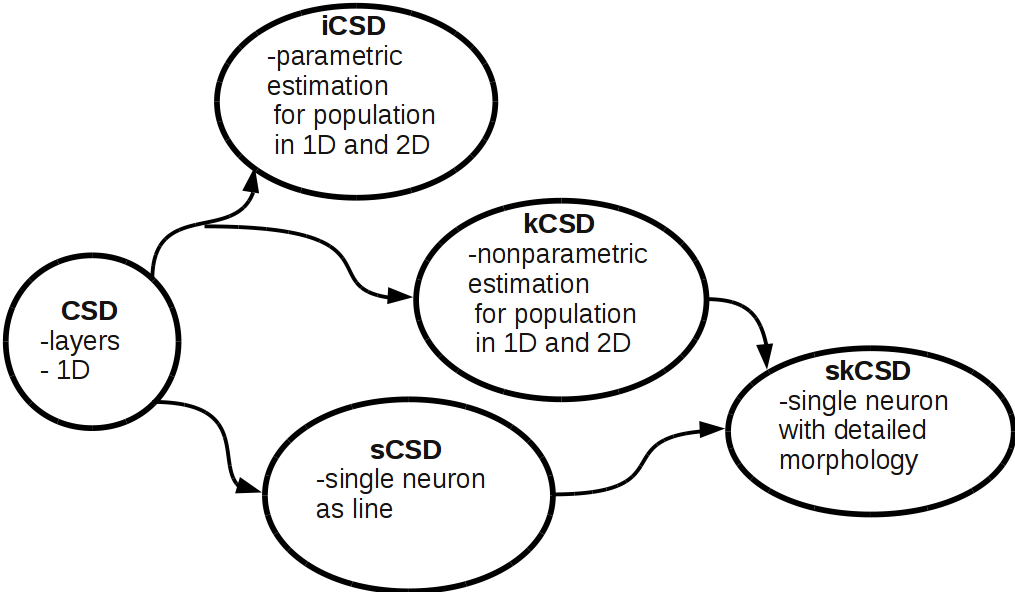 iCSD
-parametric
estimation
for population
in 1D and 2D
kCSD
-nonparametric
estimation
for population
in 1D and 2D
CSD
-layers
- 1D
skCSD
-single neuron
with detailed
morphology
sCSD
-single neuron
as line